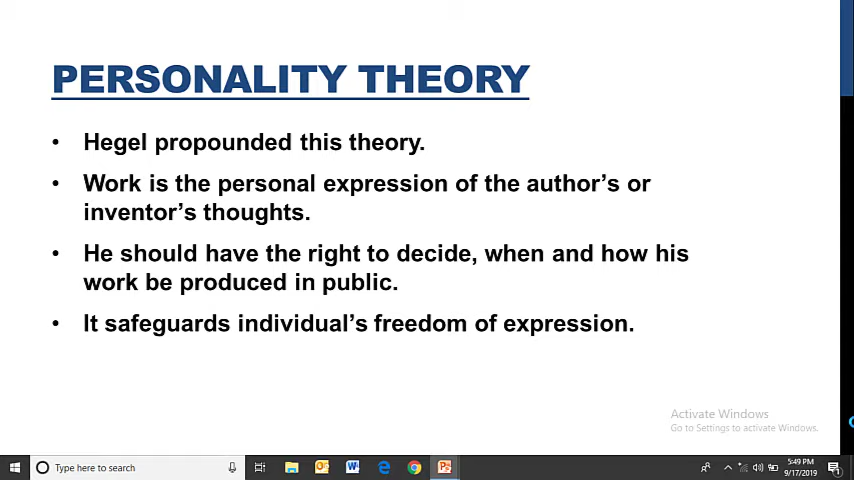 PERSONALITY THEORY
• Hegel propounded this theory.
• Work is the personal expression of the author's or
inventor's thoughts.
• He should have the right to decide, when and how his
work be produced in public.
• It safeguards individual's freedom of expression.
Activate Windows
Go to Settings to activate Windows.
Type here to search
5:49 PM
9/17/2019